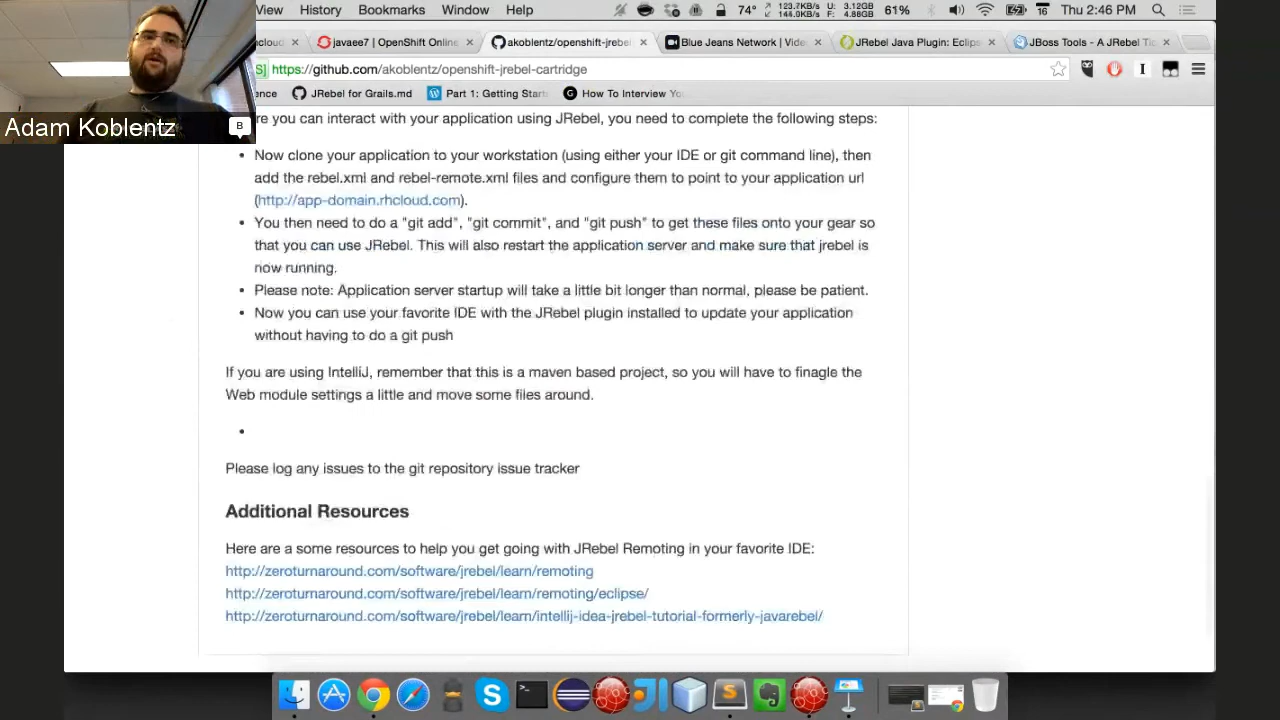 View History Bookmarks Window Help 74° 123.7KB/s 144.0KB/s U: 3.12GB F: 4.86GB 61% 16 Thu 2:46 PM
cloud javaee7 | OpenShift Online akoblentz/openshift-jrebel Blue Jeans Network | Vide JRebel Java Plugin: Eclips JBoss Tools - A JRebel Tic
S] https://github.com/akoblentz/openshift-jrebel-cartridge
ence JRebel for Grails.md Part 1: Getting Start How To Interview Yo
Adam Koblentz B
re you can interact with your application using JRebel, you need to complete the following steps:
• Now clone your application to your workstation (using either your IDE or git command line), then
add the rebel.xml and rebel-remote.xml files and configure them to point to your application url
(http://app-domain.rhcloud.com).
• You then need to do a "git add", "git commit", and "git push" to get these files onto your gear so
that you can use JRebel. This will also restart the application server and make sure that jrebel is
now running.
• Please note: Application server startup will take a little bit longer than normal, please be patient.
• Now you can use your favorite IDE with the JRebel plugin installed to update your application
without having to do a git push
If you are using IntelliJ, remember that this is a maven based project, so you will have to finagle the
Web module settings a little and move some files around.
•
Please log any issues to the git repository issue tracker
Additional Resources
Here are a some resources to help you get going with JRebel Remoting in your favorite IDE:
http://zeroturnaround.com/software/jrebel/learn/remoting
http://zeroturnaround.com/software/jrebel/learn/remoting/eclipse/
http://zeroturnaround.com/software/jrebel/learn/intellij-idea-jrebel-tutorial-formerly-javarebel/